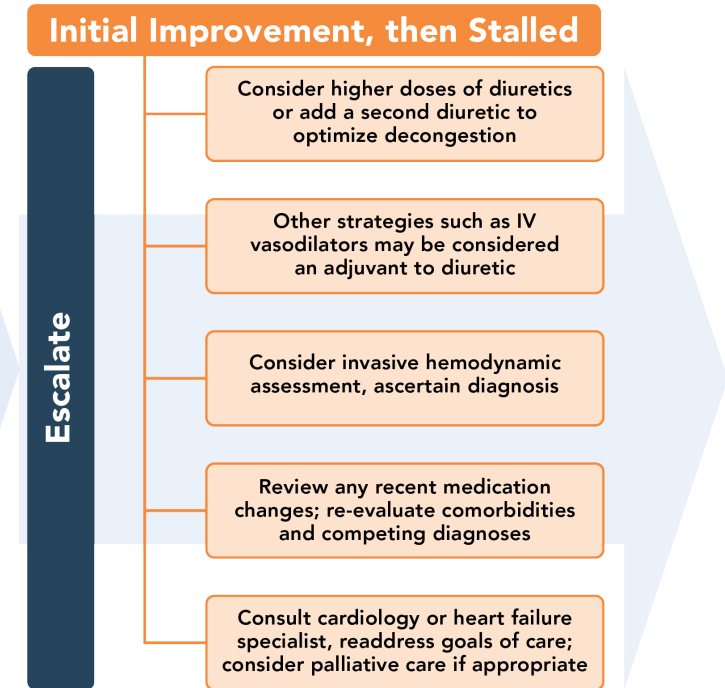 Initial Improvement, then Stalled
Escalate
Consider higher doses of diuretics
or add a second diuretic to
optimize decongestion
Other strategies such as IV
vasodilators may be considered
an adjuvant to diuretic
Consider invasive hemodynamic
assessment, ascertain diagnosis
Review any recent medication
changes; re-evaluate comorbidities
and competing diagnoses
Consult cardiology or heart failure
specialist, readdress goals of care;
consider palliative care if appropriate